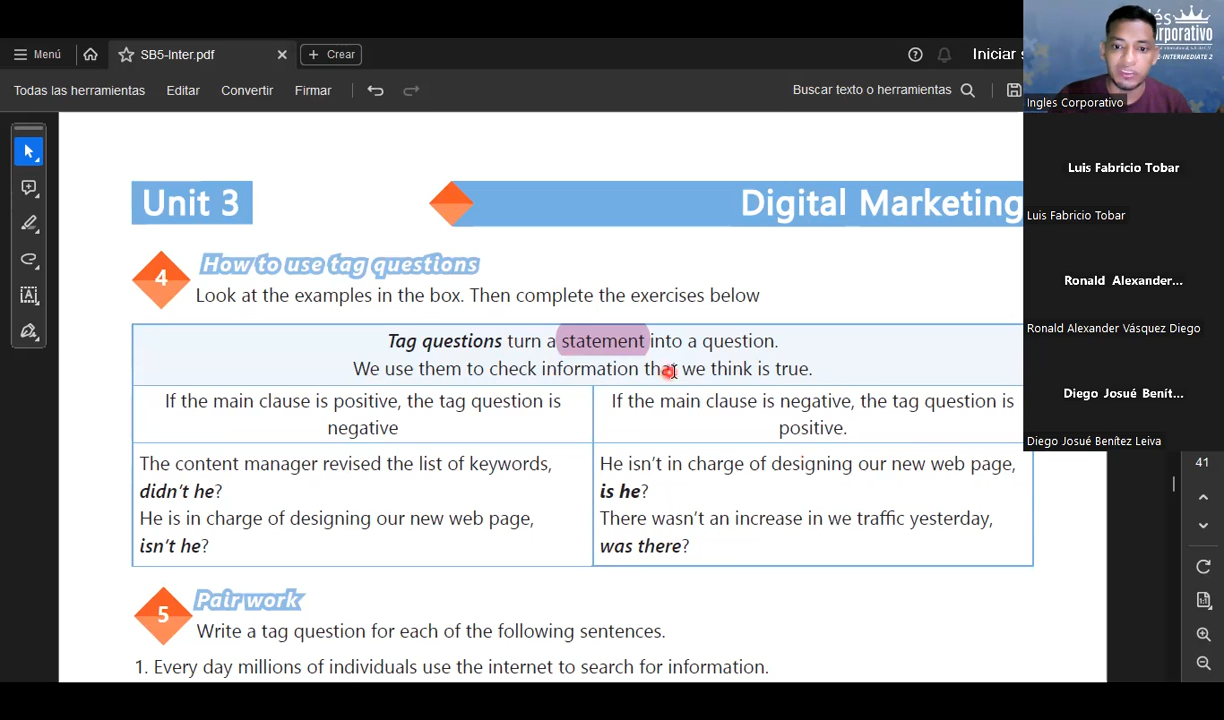 Menú
SB5-Inter.pdf
Crear
Iniciar s
Todas las herramientas
Editar
Convertir
Firmar
Buscar texto o herramientas
Unit 3
Digital Marketing
4
How to use tag questions
Look at the examples in the box. Then complete the exercises below
Tag questions turn a statement into a question.
We use them to check information that we think is true.
If the main clause is positive, the tag question is
negative
If the main clause is negative, the tag question is
positive.
The content manager revised the list of keywords,
didn't he?
He is in charge of designing our new web page,
isn't he?
He isn't in charge of designing our new web page,
is he?
There wasn't an increase in we traffic yesterday,
was there?
5
Pair work
Write a tag question for each of the following sentences.
1. Every day millions of individuals use the internet to search for information.
Ingles Corporativo
Luis Fabricio Tobar
Luis Fabricio Tobar
Ronald Alexander...
Ronald Alexander Vásquez Diego
Diego Josué Benít...
Diego Josué Benítez Leiva
41